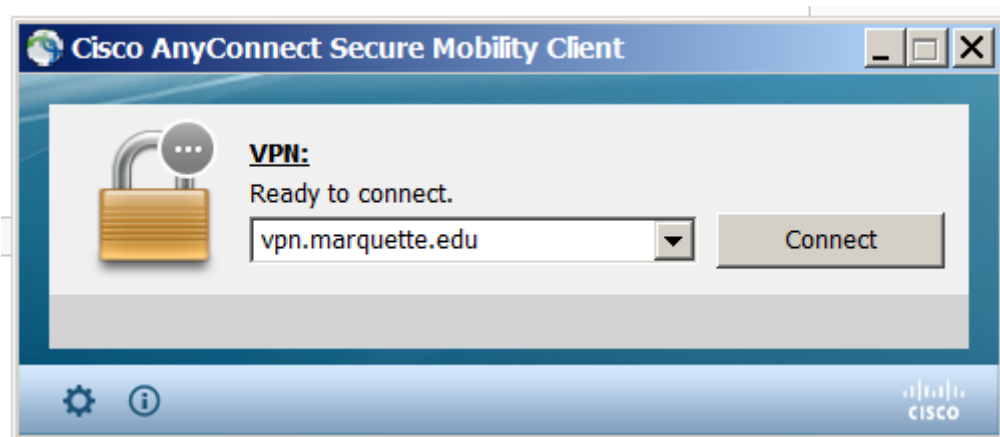 Cisco AnyConnect Secure Mobility Client
VPN:
Ready to connect.
vpn.marquette.edu
Connect
CISCO